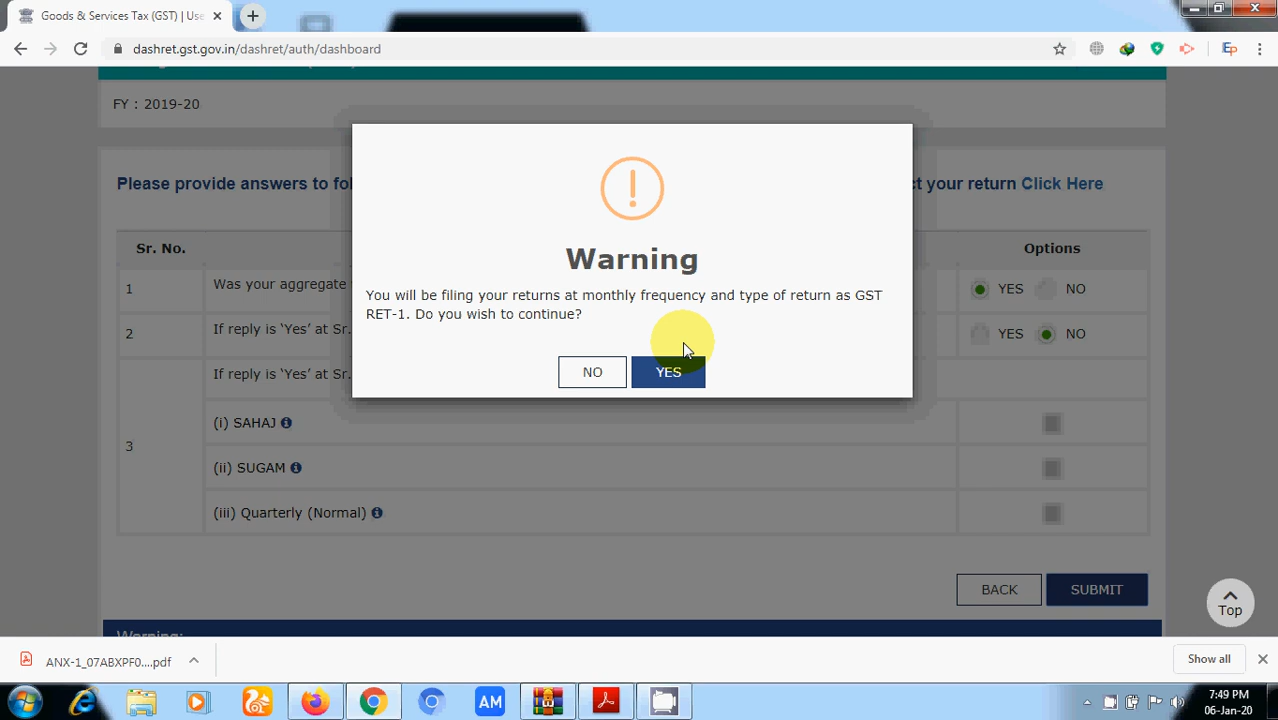 Goods & Services Tax (GST) | Use
dashret.gst.gov.in/dashret/auth/dashboard
FY : 2019-20
Please provide answers to fol
ct your return Click Here
Sr. No.
Options
1
Was your aggregate
YES
NO
2
If reply is 'Yes' at Sr.
YES
NO
3
If reply is 'Yes' at Sr.
(i) SAHAJ
(ii) SUGAM
(iii) Quarterly (Normal)
Warning
You will be filing your returns at monthly frequency and type of return as GST
RET-1. Do you wish to continue?
NO
YES
BACK
SUBMIT
Top
Warning:
ANX-1_07ABXPF0....pdf
Show all
AM
7:49 PM
06-Jan-20